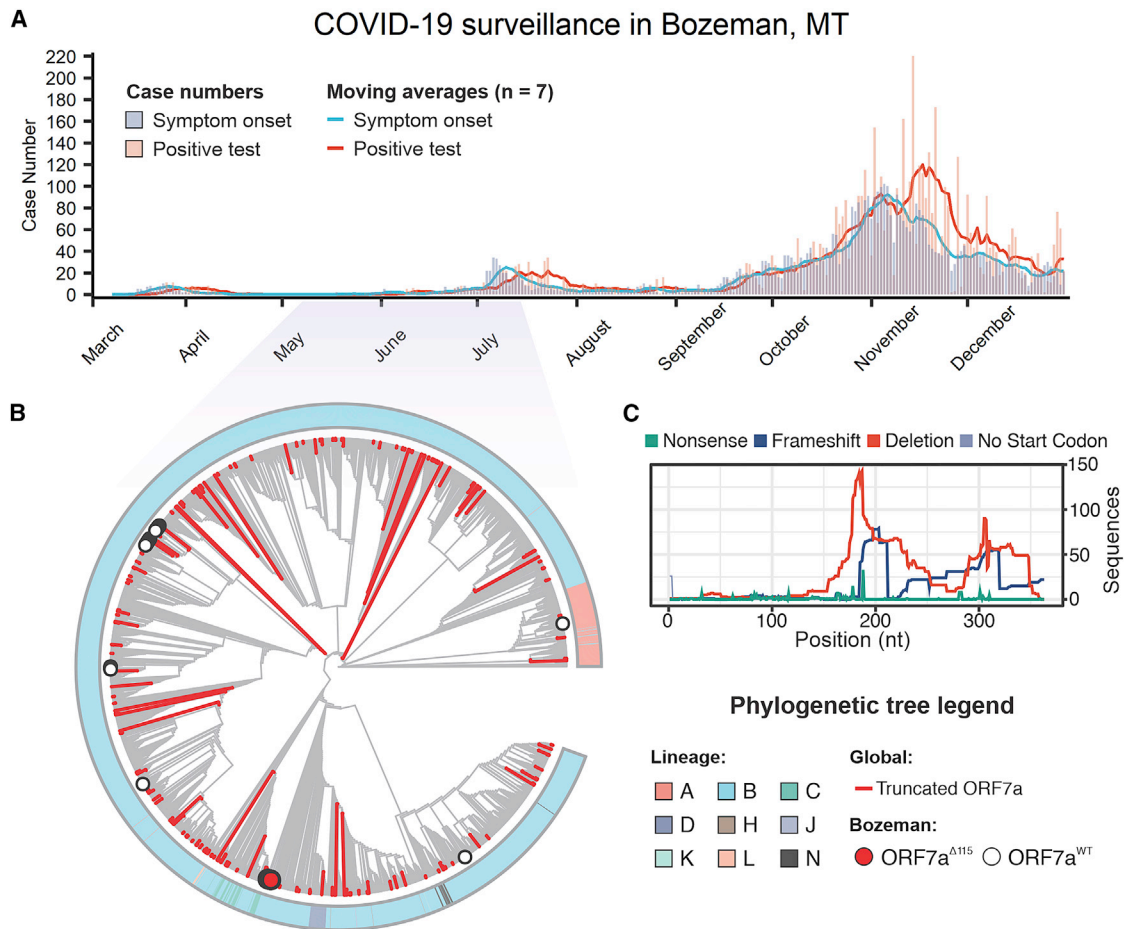 A
COVID-19 surveillance in Bozeman, MT
220
200
180
160
140
120
100
80
60
40
20
0
Case Number
Case numbers
Symptom onset
Positive test
Moving averages (n = 7)
Symptom onset
Positive test
March
April
May
June
July
August
September
October
November
December
B
C
Nonsense
Frameshift
Deletion
No Start Codon
150
100
50
0
Sequences
0
100
200
300
Position (nt)
Phylogenetic tree legend
Lineage:
A
B
C
D
H
J
K
L
N
Global:
Truncated ORF7a
Bozeman:
ORF7aΔ115
ORF7aWT